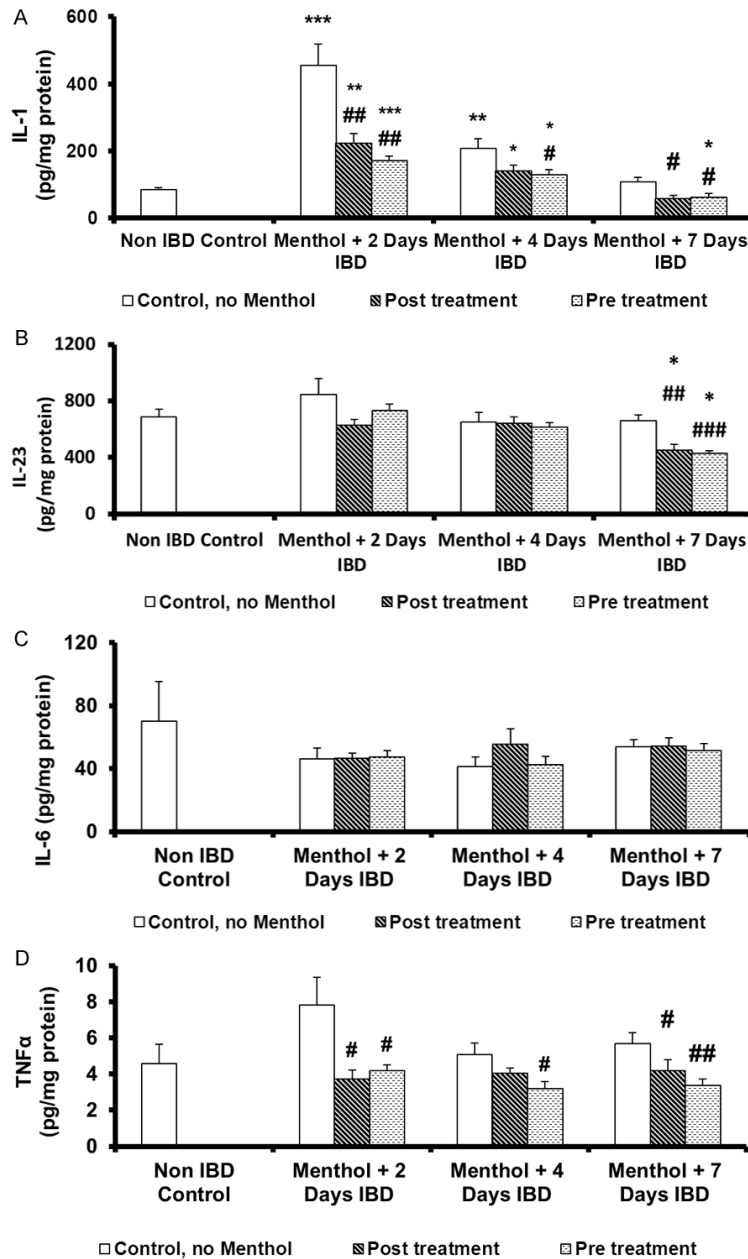 A
IL-1
(pg/mg protein)
600
400
200
0
***
**
##
***
##
**
*
*
#
#
*
#
Non IBD Control
Menthol + 2 Days
IBD
Menthol + 4 Days
IBD
Menthol + 7 Days
IBD
Control, no Menthol
Post treatment
Pre treatment
B
IL-23
(pg/mg protein)
1200
800
400
0
*
##
*
###
Non IBD Control
Menthol + 2 Days
IBD
Menthol + 4 Days
IBD
Menthol + 7 Days
IBD
Control, no Menthol
Post treatment
Pre treatment
C
IL-6 (pg/mg protein)
120
80
40
0
Non IBD
Control
Menthol + 2
Days IBD
Menthol + 4
Days IBD
Menthol + 7
Days IBD
Control, no Menthol
Post treatment
Pre treatment
D
TNFα
(pg/mg protein)
10
8
6
4
2
0
#
#
#
#
##
Non IBD
Control
Menthol + 2
Days IBD
Menthol + 4
Days IBD
Menthol + 7
Days IBD
Control, no Menthol
Post treatment
Pre treatment